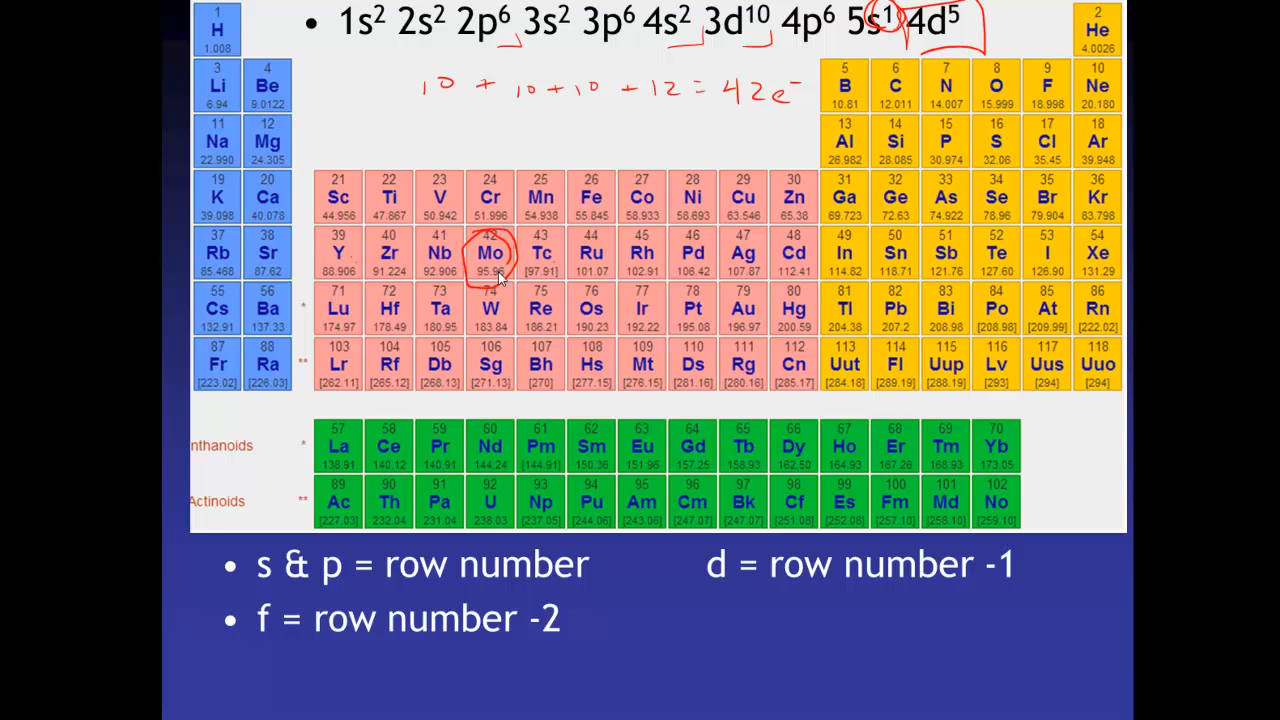 • 1s² 2s² 2p⁶ 3s² 3p⁶ 4s² 3d¹⁰ 4p⁶ 5s¹ 4d⁵
10 + 10 + 10 + 12 = 42e⁻
1 2
H He
1.008 4.0026
3 4 5 6 7 8 9 10
Li Be B C N O F Ne
6.94 9.0122 10.81 12.011 14.007 15.999 18.998 20.180
11 12 13 14 15 16 17 18
Na Mg Al Si P S Cl Ar
22.990 24.305 26.982 28.085 30.974 32.06 35.45 39.948
19 20 21 22 23 24 25 26 27 28 29 30 31 32 33 34 35 36
K Ca Sc Ti V Cr Mn Fe Co Ni Cu Zn Ga Ge As Se Br Kr
39.098 40.078 44.956 47.867 50.942 51.996 54.938 55.845 58.933 58.693 63.546 65.38 69.723 72.63 74.922 78.96 79.904 83.798
37 38 39 40 41 42 43 44 45 46 47 48 49 50 51 52 53 54
Rb Sr Y Zr Nb Mo Tc Ru Rh Pd Ag Cd In Sn Sb Te I Xe
85.468 87.62 88.906 91.224 92.906 95.96 [97.91] 101.07 102.91 106.42 107.87 112.41 114.82 118.71 121.76 127.60 126.90 131.29
55 56 * 71 72 73 74 75 76 77 78 79 80 81 82 83 84 85 86
Cs Ba Lu Hf Ta W Re Os Ir Pt Au Hg Tl Pb Bi Po At Rn
132.91 137.33 174.97 178.49 180.95 183.84 186.21 190.23 192.22 195.08 196.97 200.59 204.38 207.2 208.98 [208.98] [209.99] [222.02]
87 88 ** 103 104 105 106 107 108 109 110 111 112 113 114 115 116 117 118
Fr Ra Lr Rf Db Sg Bh Hs Mt Ds Rg Cn Uut Fl Uup Lv Uus Uuo
[223.02] [226.03] [262.11] [265.12] [268.13] [271.13] [270] [277.15] [276.15] [281.16] [280.16] [285.17] [284.18] [289.19] [288.19] [293] [294] [294]
57 58 59 60 61 62 63 64 65 66 67 68 69 70
nthanoids * La Ce Pr Nd Pm Sm Eu Gd Tb Dy Ho Er Tm Yb
138.91 140.12 140.91 144.24 [144.91] 150.36 151.96 157.25 158.93 162.50 164.93 167.26 168.93 173.05
89 90 91 92 93 94 95 96 97 98 99 100 101 102
Actinoids ** Ac Th Pa U Np Pu Am Cm Bk Cf Es Fm Md No
[227.03] 232.04 231.04 238.03 [237.05] [244.06] [243.06] [247.07] [247.07] [251.08] [252.08] [257.10] [258.10] [259.10]
• s & p = row number d = row number -1
• f = row number -2